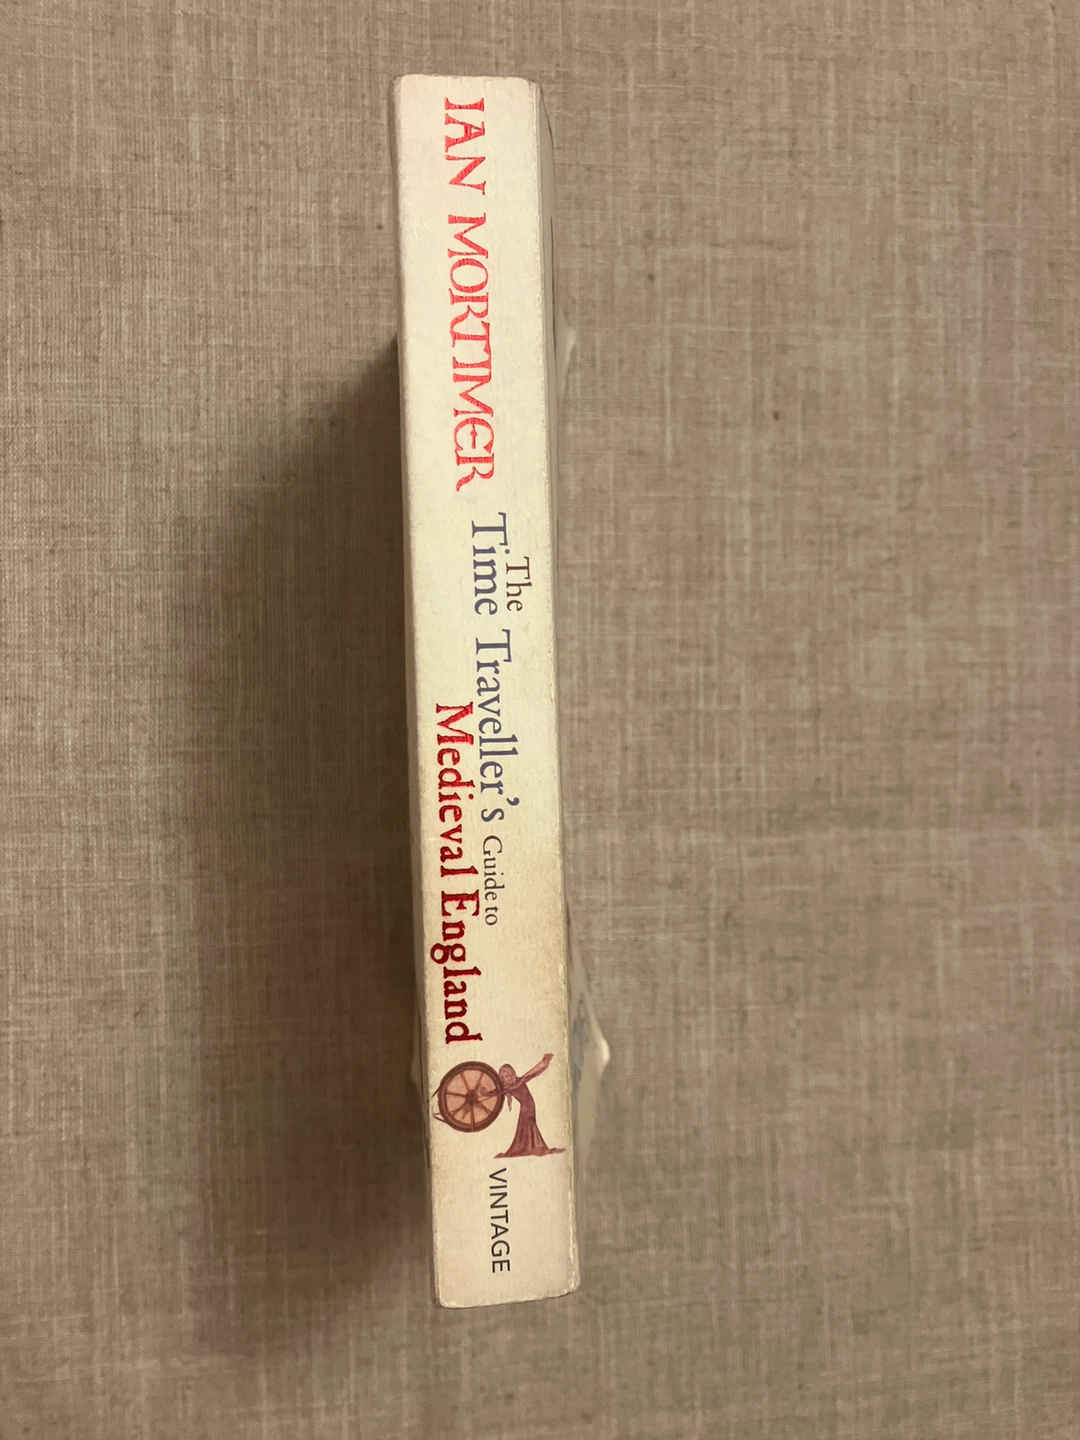 IAN MORTIMER
The
Time Traveller's Guide to
Medieval England
VINTAGE